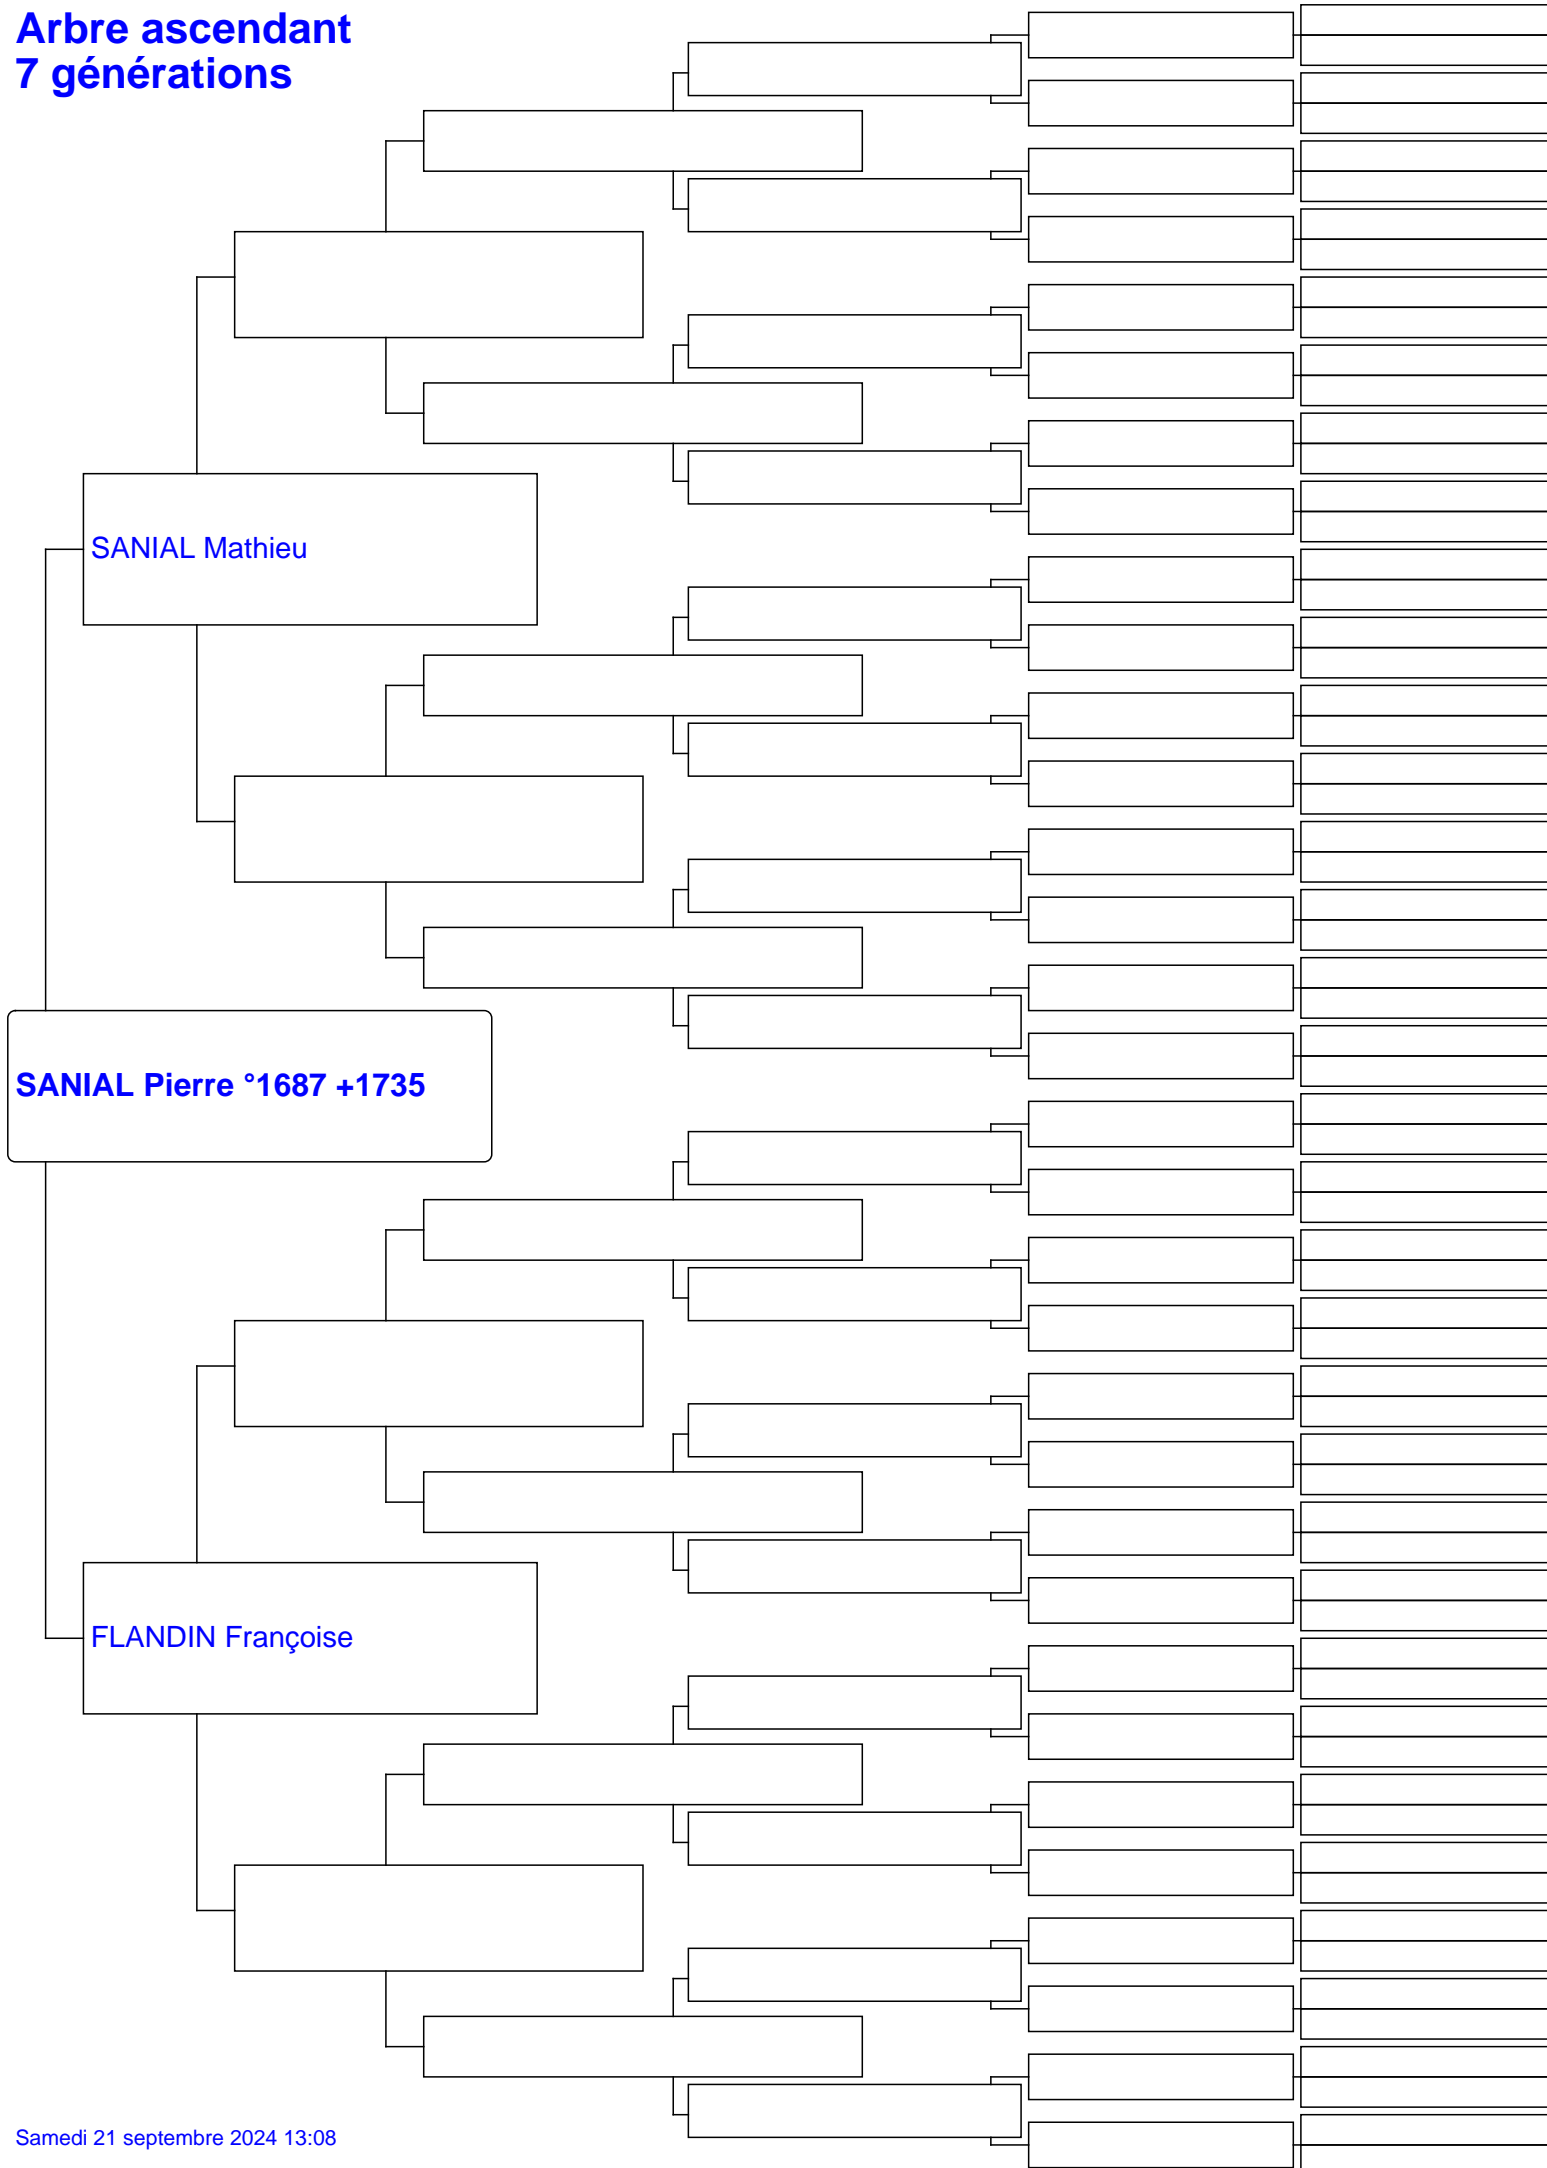 Arbre ascendant
7 générations
SANIAL Mathieu
SANIAL Pierre °1687 +1735
FLANDIN Françoise
Samedi 21 septembre 2024 13:08